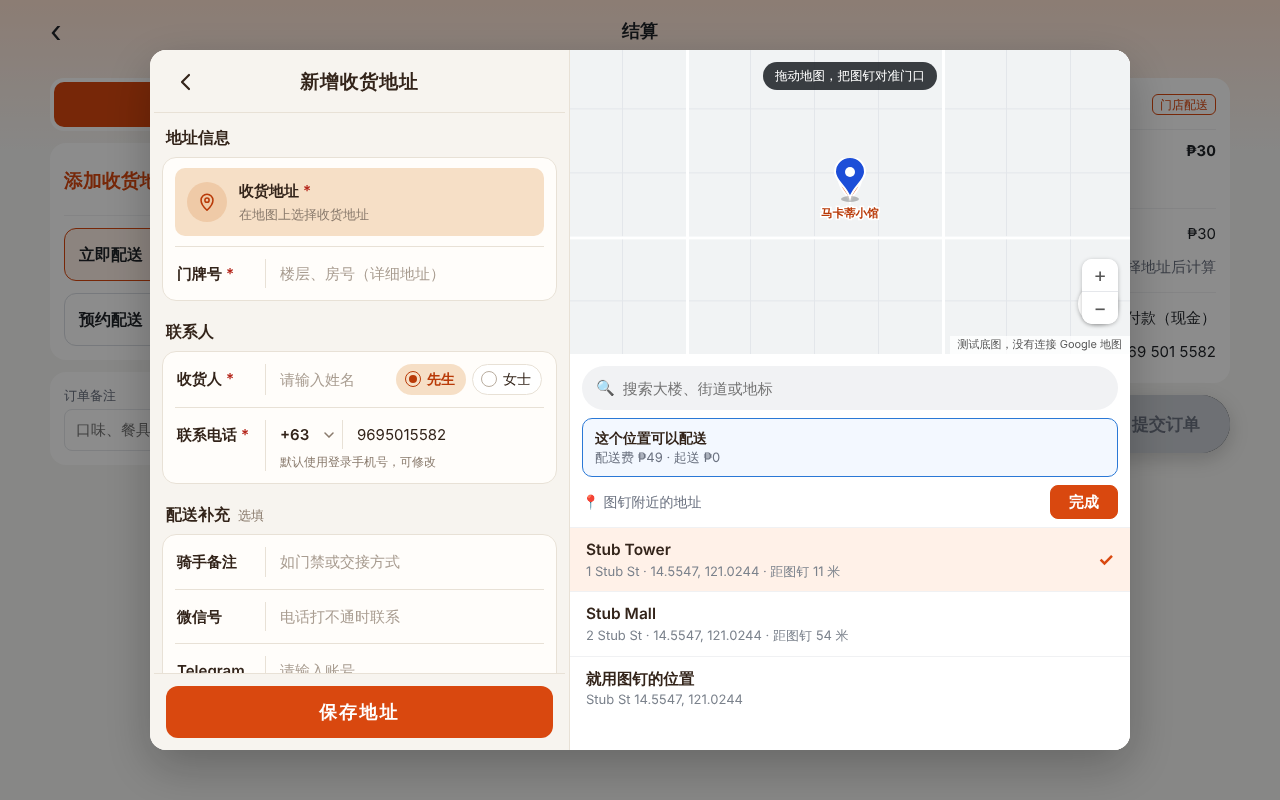 结算
新增收货地址
地址信息
收货地址 *
在地图上选择收货地址
门牌号 *
楼层、房号（详细地址）
联系人
收货人 *
请输入姓名
先生
女士
联系电话 *
+63
9695015582
默认使用登录手机号，可修改
配送补充 选填
骑手备注
如门禁或交接方式
微信号
电话打不通时联系
Telegram
请输入账号
保存地址
拖动地图，把图钉对准门口
马卡蒂小馆
+
−
测试底图，没有连接 Google 地图
搜索大楼、街道或地标
这个位置可以配送
配送费 ₱49 · 起送 ₱0
图钉附近的地址
完成
Stub Tower
1 Stub St · 14.5547, 121.0244 · 距图钉 11 米
Stub Mall
2 Stub St · 14.5547, 121.0244 · 距图钉 54 米
就用图钉的位置
Stub St 14.5547, 121.0244
添加收货地
立即配送
预约配送
订单备注
口味、餐具
门店配送
₱30
₱30
择地址后计算
付款（现金）
69 501 5582
提交订单